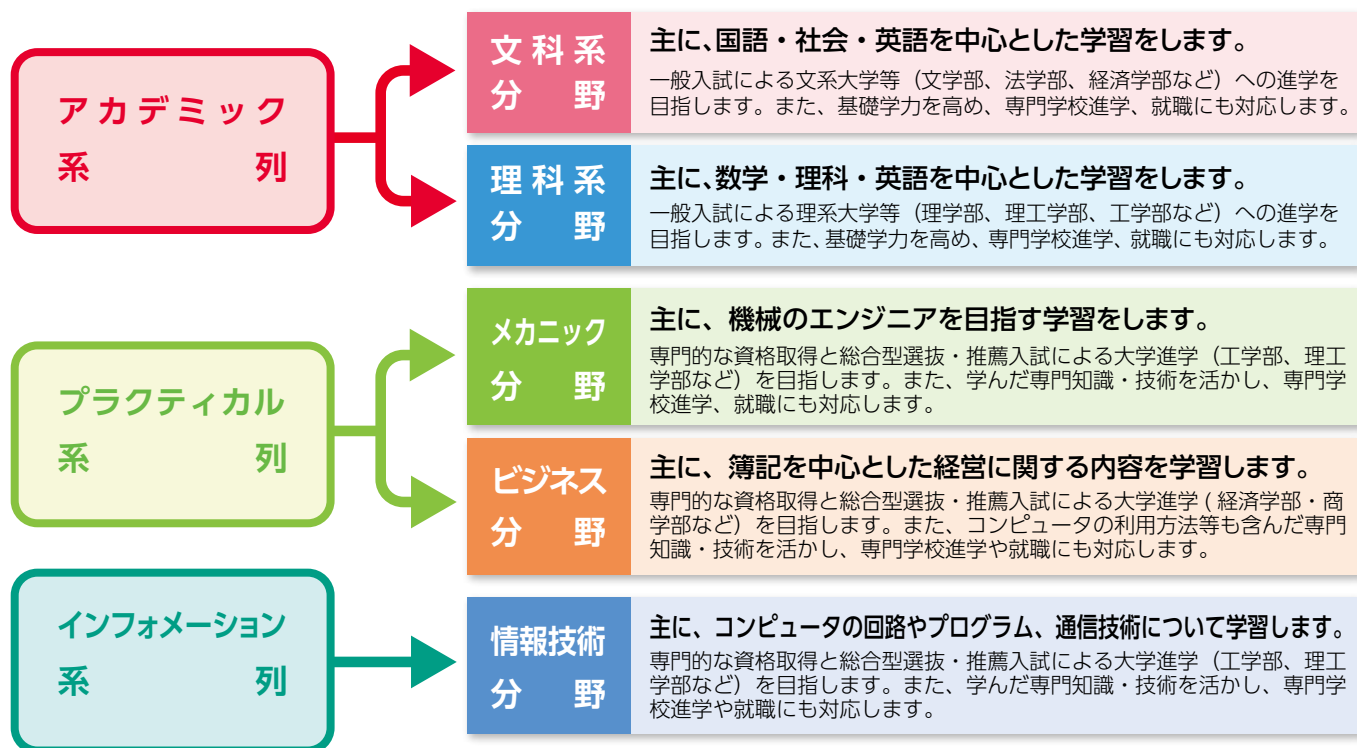 アカデミック
系列
文科系
分野
主に、国語・社会・英語を中心とした学習をします。
一般入試による文系大学等（文学部、法学部、経済学部など）への進学を
目指します。また、基礎学力を高め、専門学校進学、就職にも対応します。
理科系
分野
主に、数学・理科・英語を中心とした学習をします。
一般入試による理系大学等（理学部、理工学部、工学部など）への進学を
目指します。また、基礎学力を高め、専門学校進学、就職にも対応します。
プラクティカル
系列
メカニック
分野
主に、機械のエンジニアを目指す学習をします。
専門的な資格取得と総合型選抜・推薦入試による大学進学（工学部、理工
学部など）を目指します。また、学んだ専門知識・技術を活かし、専門学
校進学、就職にも対応します。
ビジネス
分野
主に、簿記を中心とした経営に関する内容を学習します。
専門的な資格取得と総合型選抜・推薦入試による大学進学 ( 経済学部・商
学部など）を目指します。また、コンピュータの利用方法等も含んだ専門
知識・技術を活かし、専門学校進学や就職にも対応します。
インフォメーション
系列
情報技術
分野
主に、コンピュータの回路やプログラム、通信技術について学習します。
専門的な資格取得と総合型選抜・推薦入試による大学進学（工学部、理工
学部など）を目指します。また、学んだ専門知識・技術を活かし、専門学
校進学や就職にも対応します。